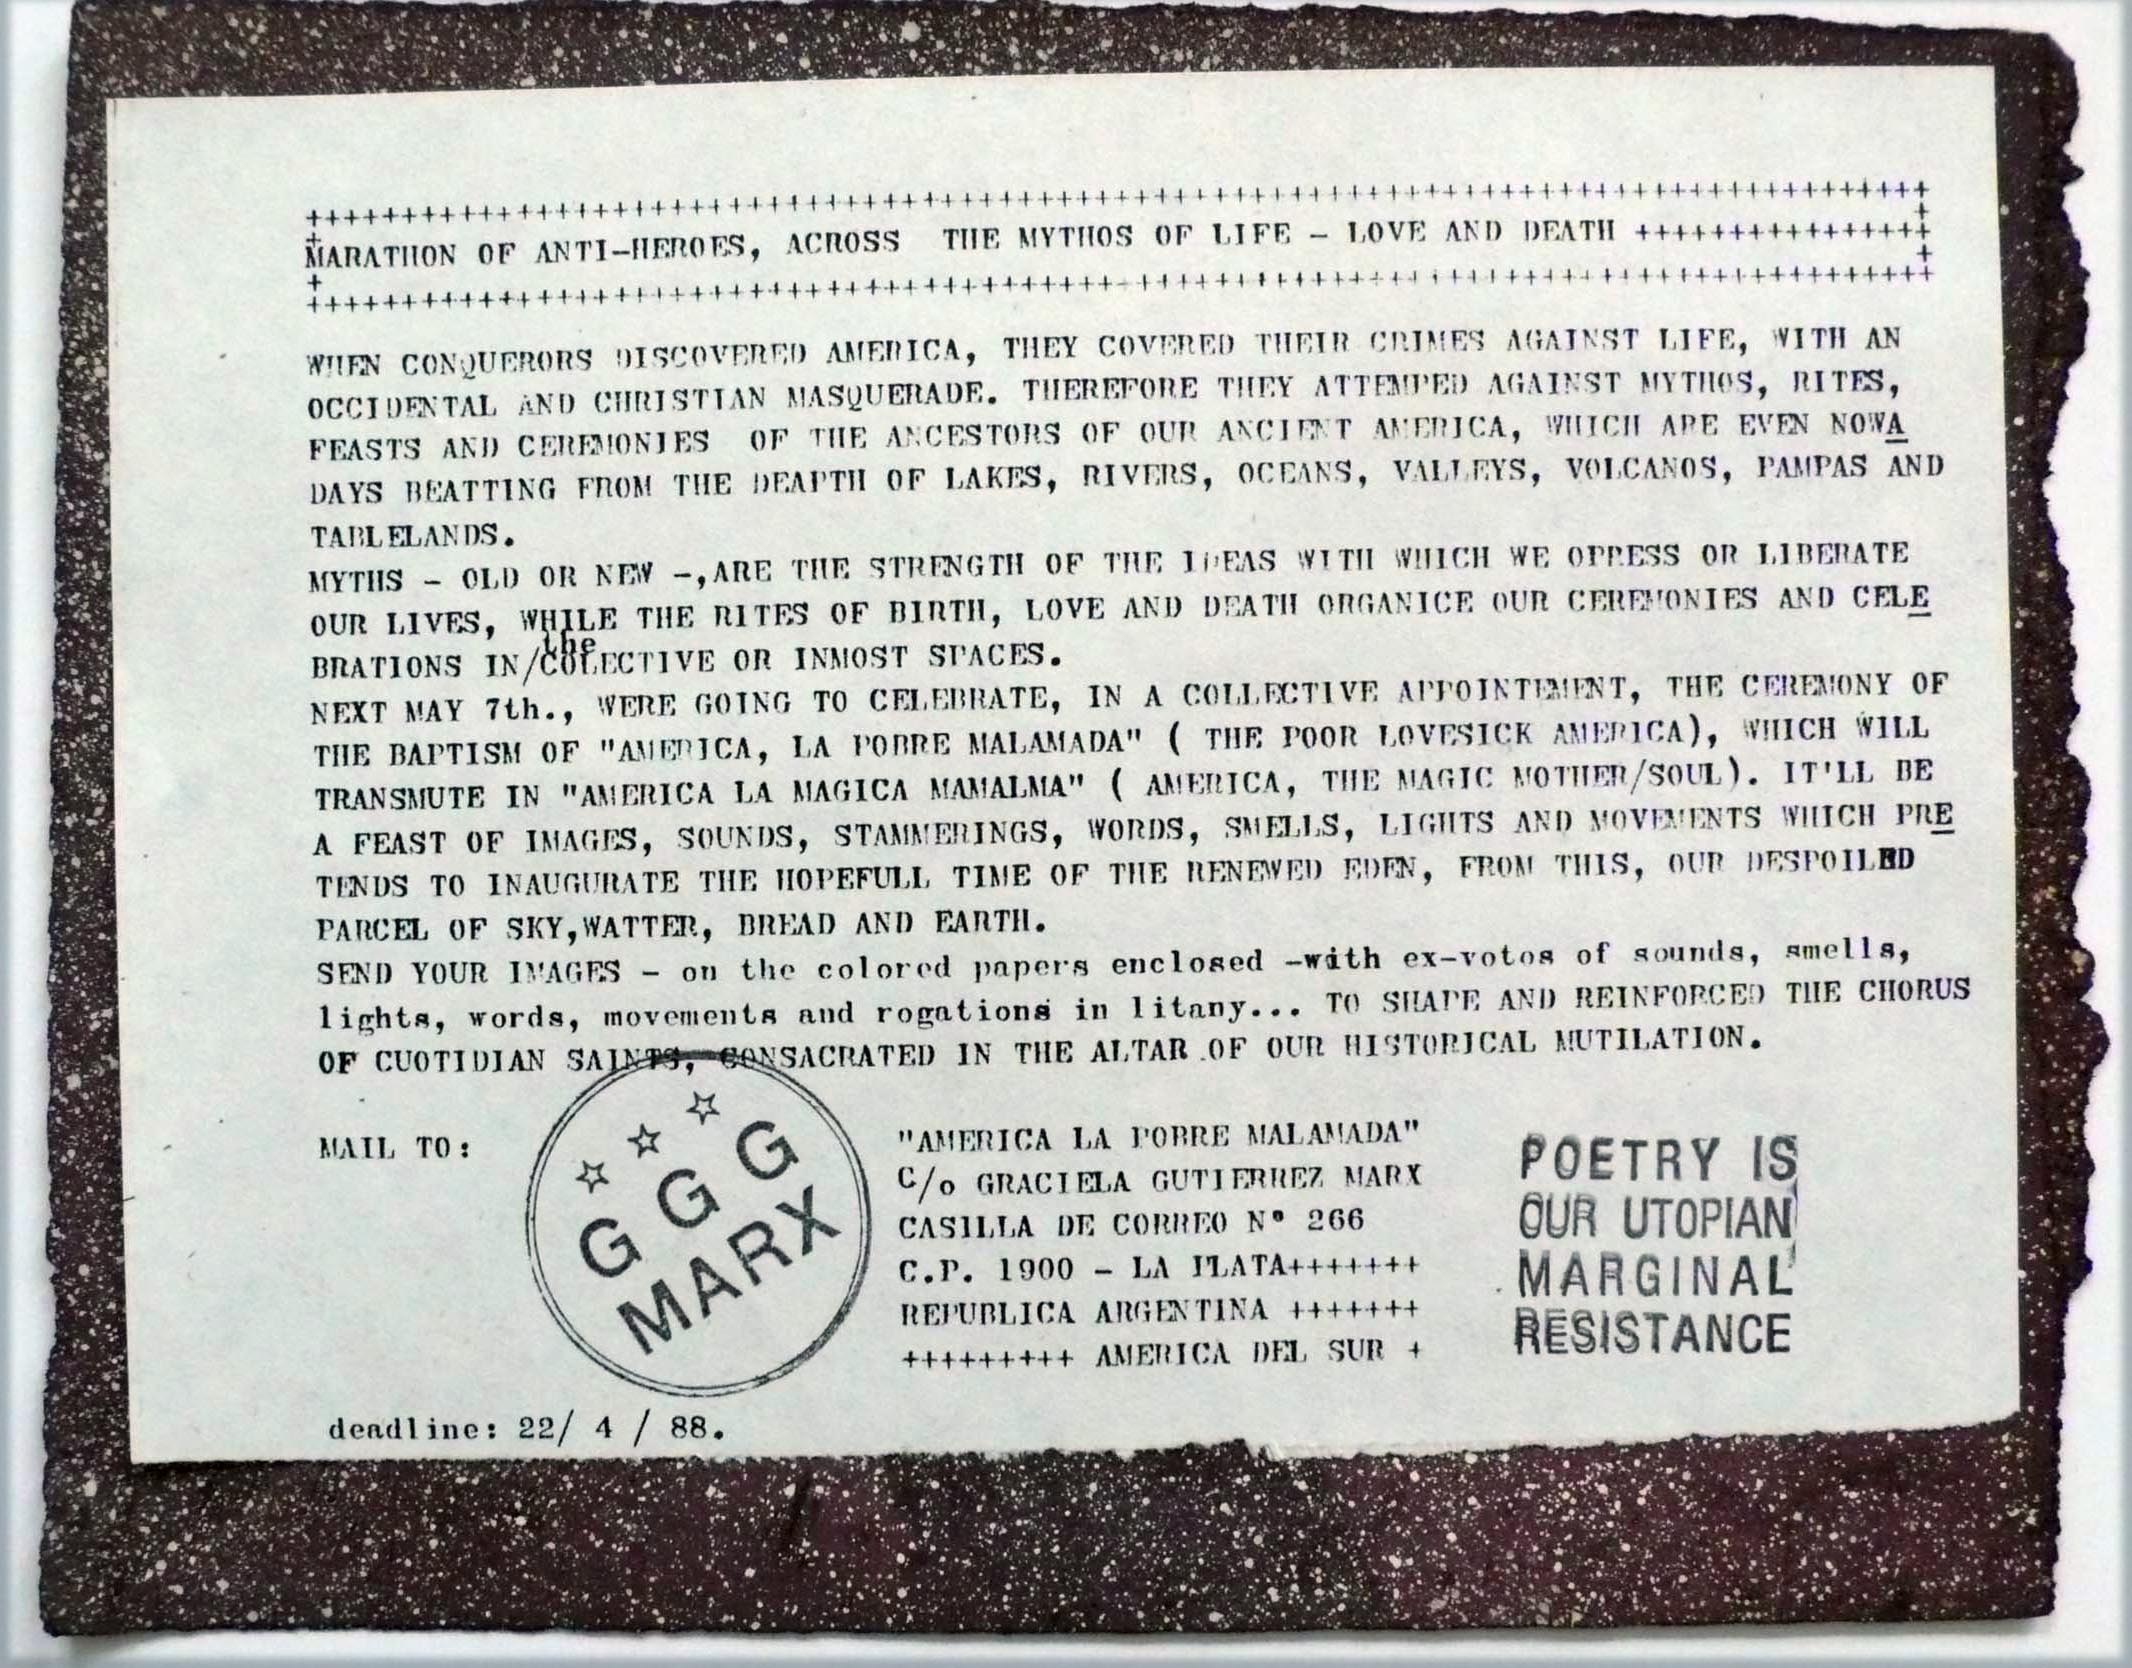 ++++++++++++++++++++++++++++++++++++++++++++++++++++++++++++++++++++++++++++++++++++
MARATHON OF ANTI-HEROES, ACROSS THE MYTHOS OF LIFE - LOVE AND DEATH ++++++++++++++++
++++++++++++++++++++++++++++++++++++++++++++++++++++++++++++++++++++++++++++++++++++
WHEN CONQUERORS DISCOVERED AMERICA, THEY COVERED THEIR CRIMES AGAINST LIFE, WITH AN
OCCIDENTAL AND CHRISTIAN MASQUERADE. THEREFORE THEY ATTEMPED AGAINST MYTHOS, RITES,
FEASTS AND CEREMONIES OF THE ANCESTORS OF OUR ANCIENT AMERICA, WHICH ARE EVEN NOWA
DAYS BEATTING FROM THE DEAPTH OF LAKES, RIVERS, OCEANS, VALLEYS, VOLCANOS, PAMPAS AND
TABLELANDS.
MYTHS - OLD OR NEW -,ARE THE STRENGTH OF THE IDEAS WITH WHICH WE OPPRESS OR LIBERATE
OUR LIVES, WHILE THE RITES OF BIRTH, LOVE AND DEATH ORGANICE OUR CEREMONIES AND CELE
the
BRATIONS IN/COLECTIVE OR INMOST SPACES.
NEXT MAY 7th., WERE GOING TO CELEBRATE, IN A COLLECTIVE APPOINTEMENT, THE CEREMONY OF
THE BAPTISM OF "AMERICA, LA POBRE MALAMADA" ( THE POOR LOVESICK AMERICA), WHICH WILL
TRANSMUTE IN "AMERICA LA MAGICA MAMALMA" ( AMERICA, THE MAGIC MOTHER/SOUL). IT'LL BE
A FEAST OF IMAGES, SOUNDS, STAMMERINGS, WORDS, SMELLS, LIGHTS AND MOVEMENTS WHICH PRE
TENDS TO INAUGURATE THE HOPEFULL TIME OF THE RENEWED EDEN, FROM THIS, OUR DESPOILED
PARCEL OF SKY,WATTER, BREAD AND EARTH.
SEND YOUR IMAGES - on the colored papers enclosed -with ex-votos of sounds, smells,
lights, words, movements and rogations in litany... TO SHAPE AND REINFORCED THE CHORUS
OF CUOTIDIAN SAINTS, CONSACRATED IN THE ALTAR OF OUR HISTORICAL MUTILATION.
MAIL TO:
G G G
MARX
"AMERICA LA POBRE MALAMADA"
C/o GRACIELA GUTIERREZ MARX
CASILLA DE CORREO Nº 266
C.P. 1900 - LA PLATA+++++++
REPUBLICA ARGENTINA +++++++
+++++++++ AMERICA DEL SUR +
POETRY IS
OUR UTOPIAN
MARGINAL
RESISTANCE
deadline: 22/ 4 / 88.